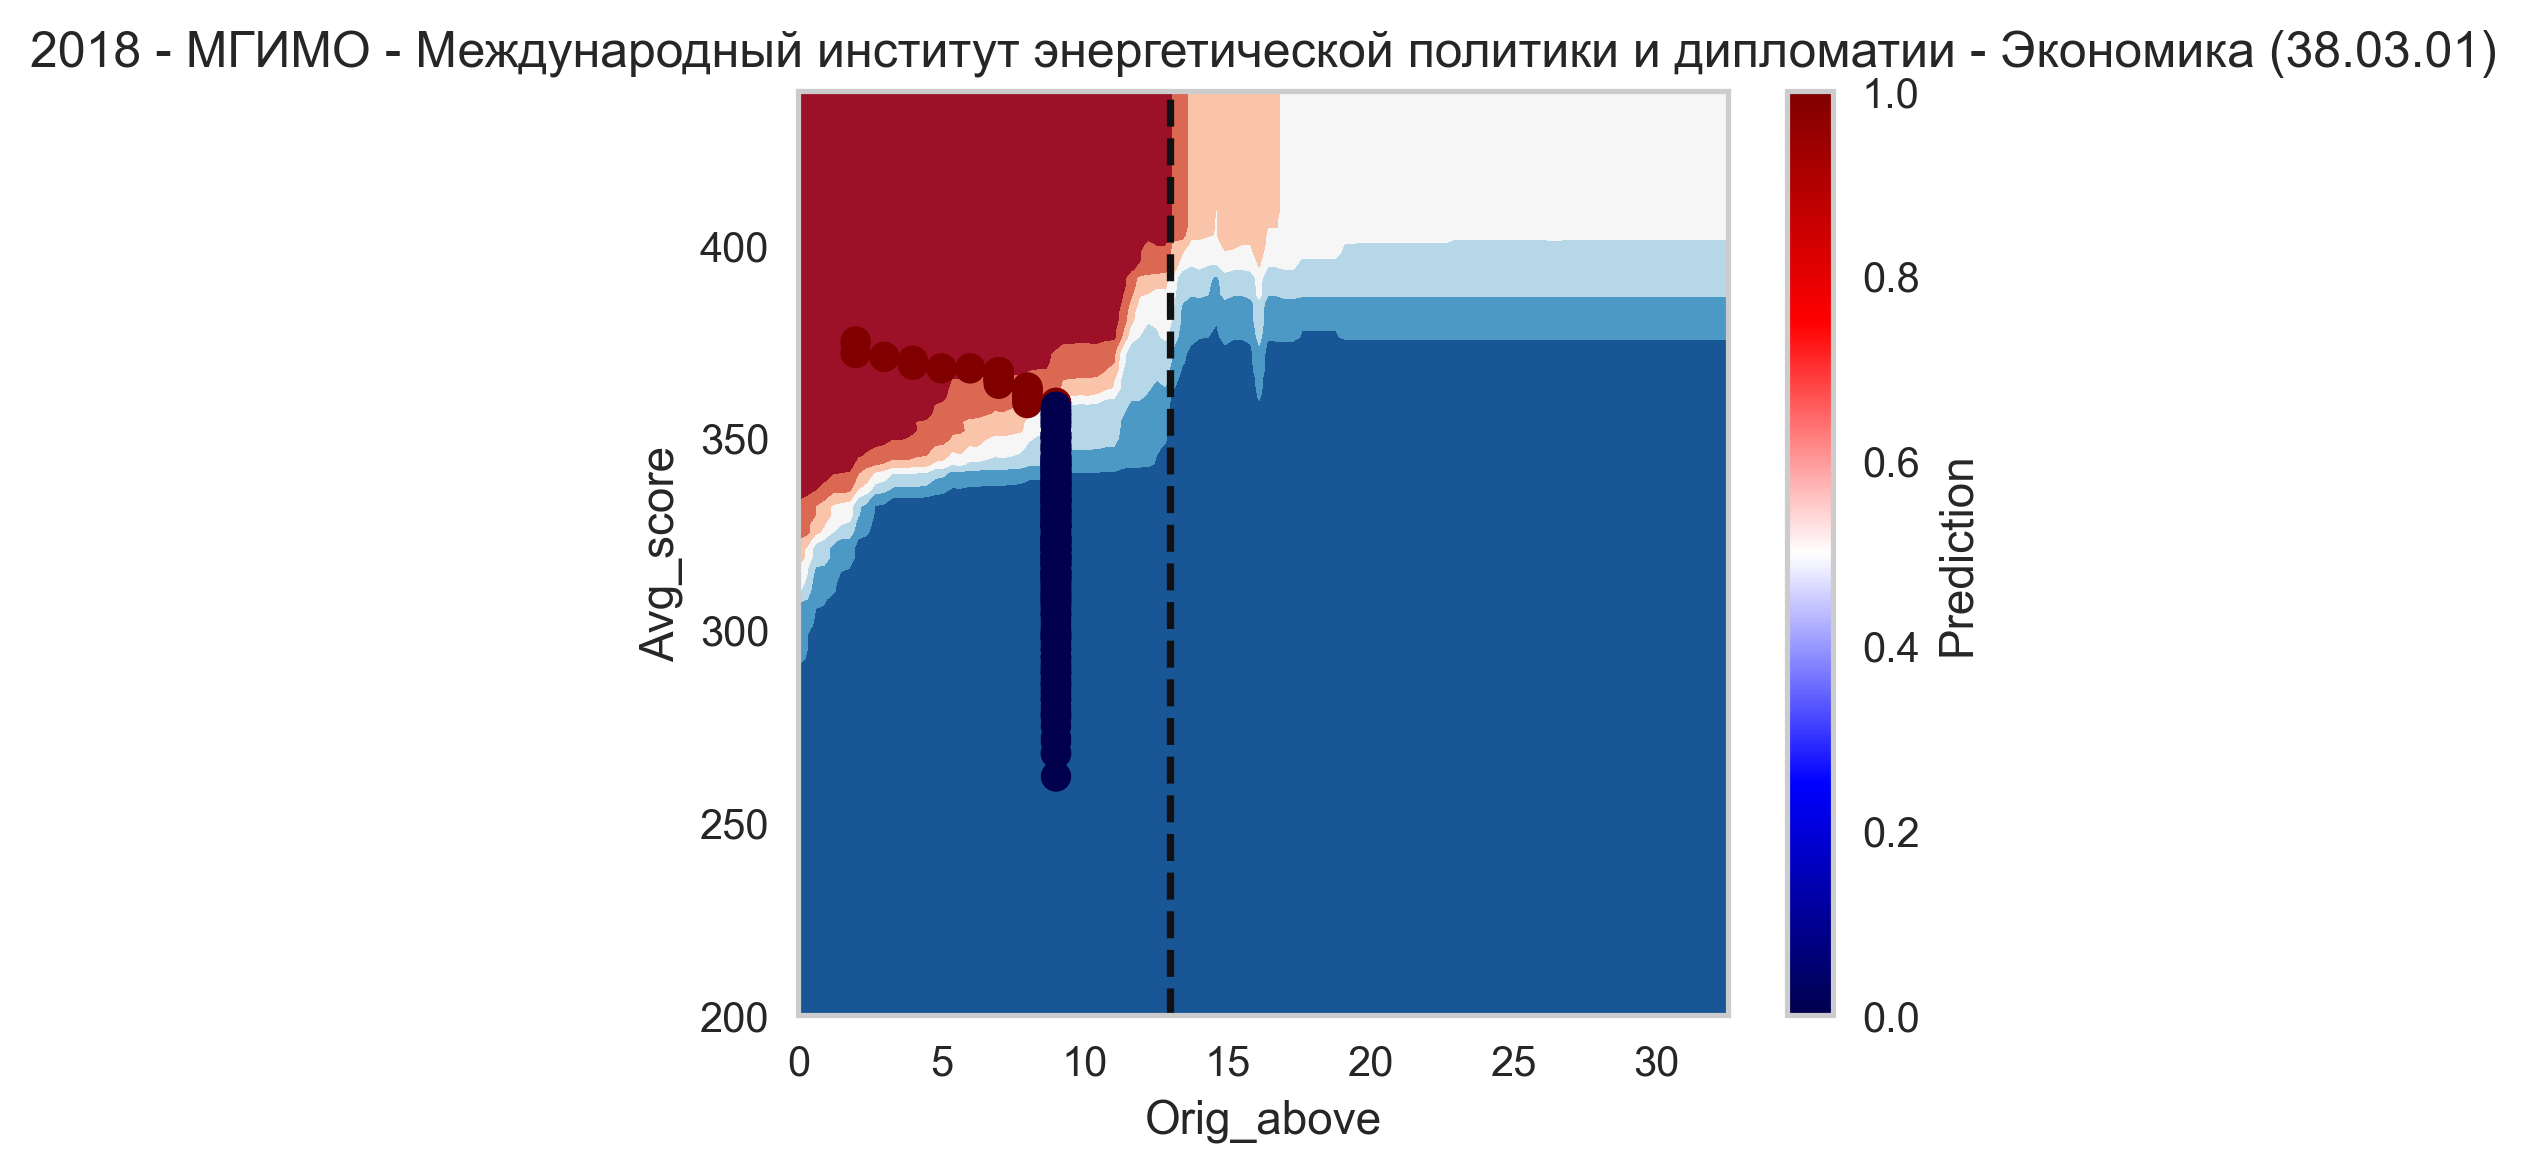 2018 - МГИМО - Международный институт энергетической политики и дипломатии - Экономика (38.03.01)
400
350
300
250
200
Avg_score
0 5 10 15 20 25 30
Orig_above
1.0
0.8
0.6
0.4
0.2
0.0
Prediction